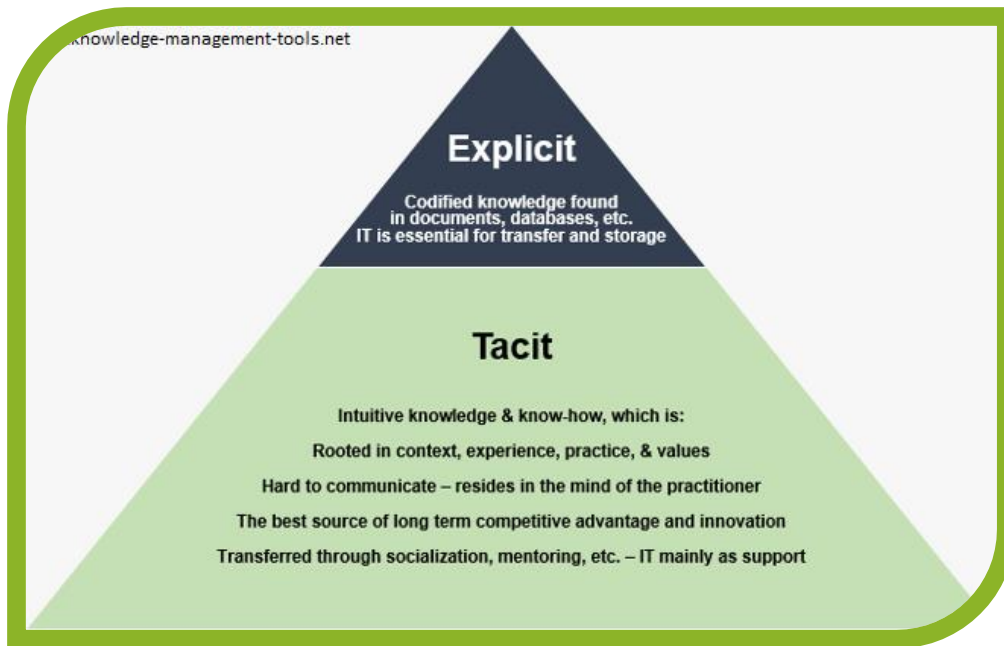 knowledge-management-tools.net
Explicit
Codified knowledge found
in documents, databases, etc.
IT is essential for transfer and storage
Tacit
Intuitive knowledge & know-how, which is:
Rooted in context, experience, practice, & values
Hard to communicate – resides in the mind of the practitioner
The best source of long term competitive advantage and innovation
Transferred through socialization, mentoring, etc. – IT mainly as support